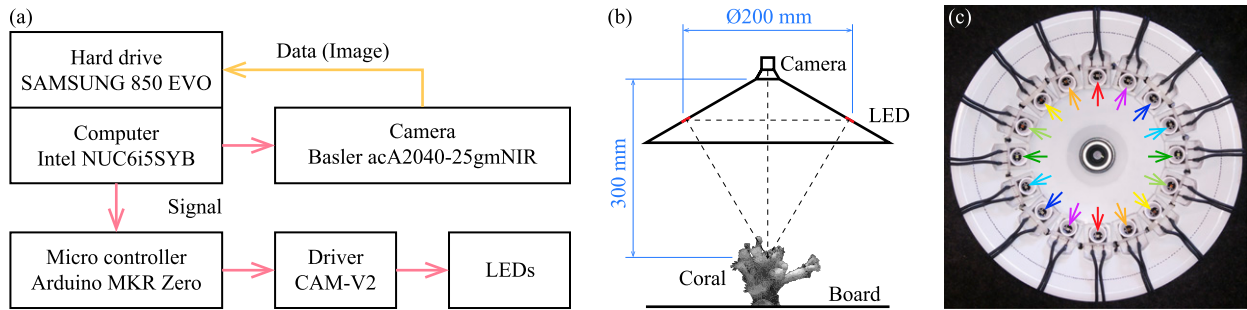 (a)
Hard drive
SAMSUNG 850 EVO
Data (Image)
Computer
Intel NUC6i5SYB
Camera
Basler acA2040-25gmNIR
Signal
Micro controller
Arduino MKR Zero
Driver
CAM-V2
LEDs
(b)
Ø200 mm
Camera
LED
300 mm
Coral
Board
(c)